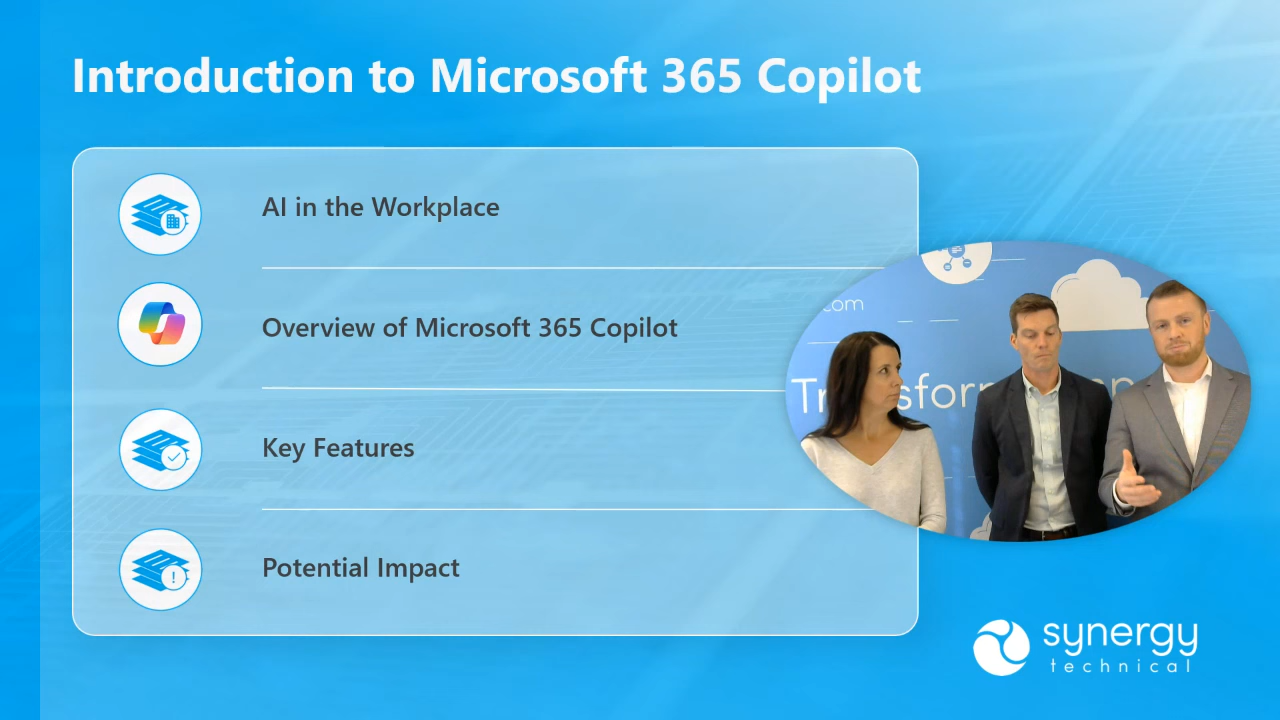 Introduction to Microsoft 365 Copilot
AI in the Workplace
Overview of Microsoft 365 Copilot
Key Features
Potential Impact
.com
synergy
technical